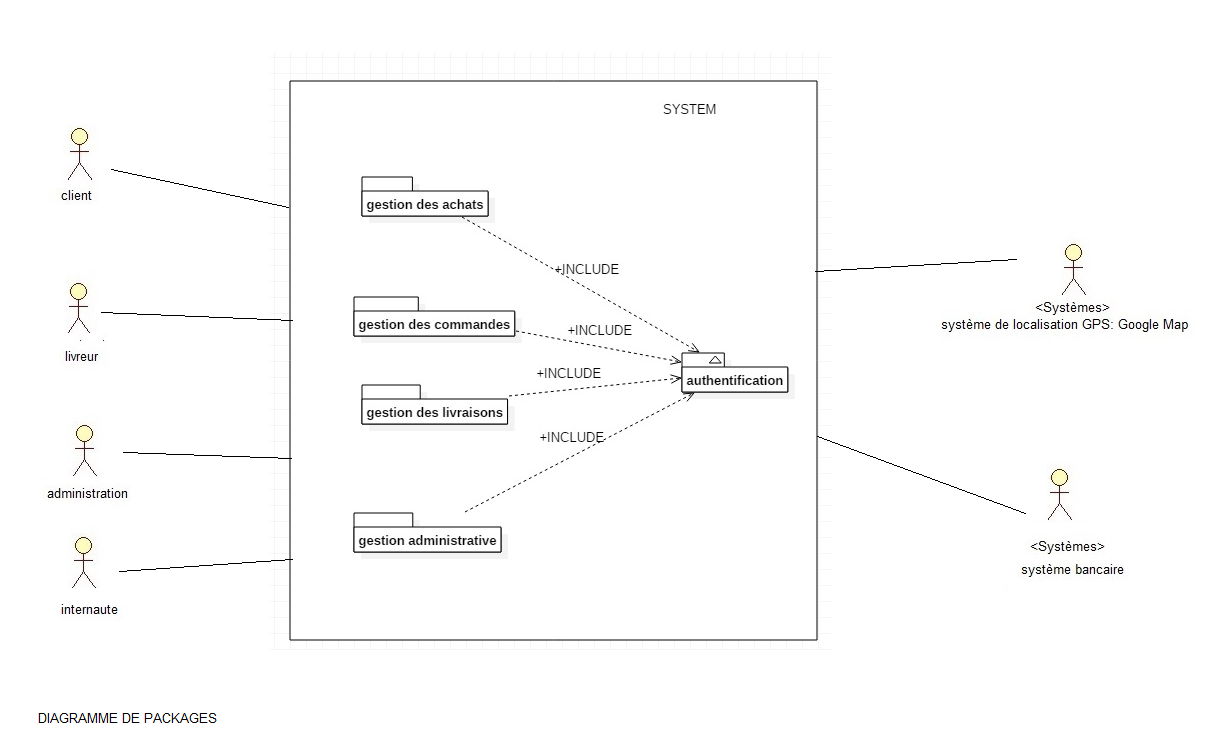 SYSTEM
client
gestion des achats
+INCLUDE
<Systèmes>
système de localisation GPS: Google Map
livreur
gestion des commandes
+INCLUDE
authentification
+INCLUDE
gestion des livraisons
+INCLUDE
administration
gestion administrative
<Systèmes>
système bancaire
internaute
DIAGRAMME DE PACKAGES